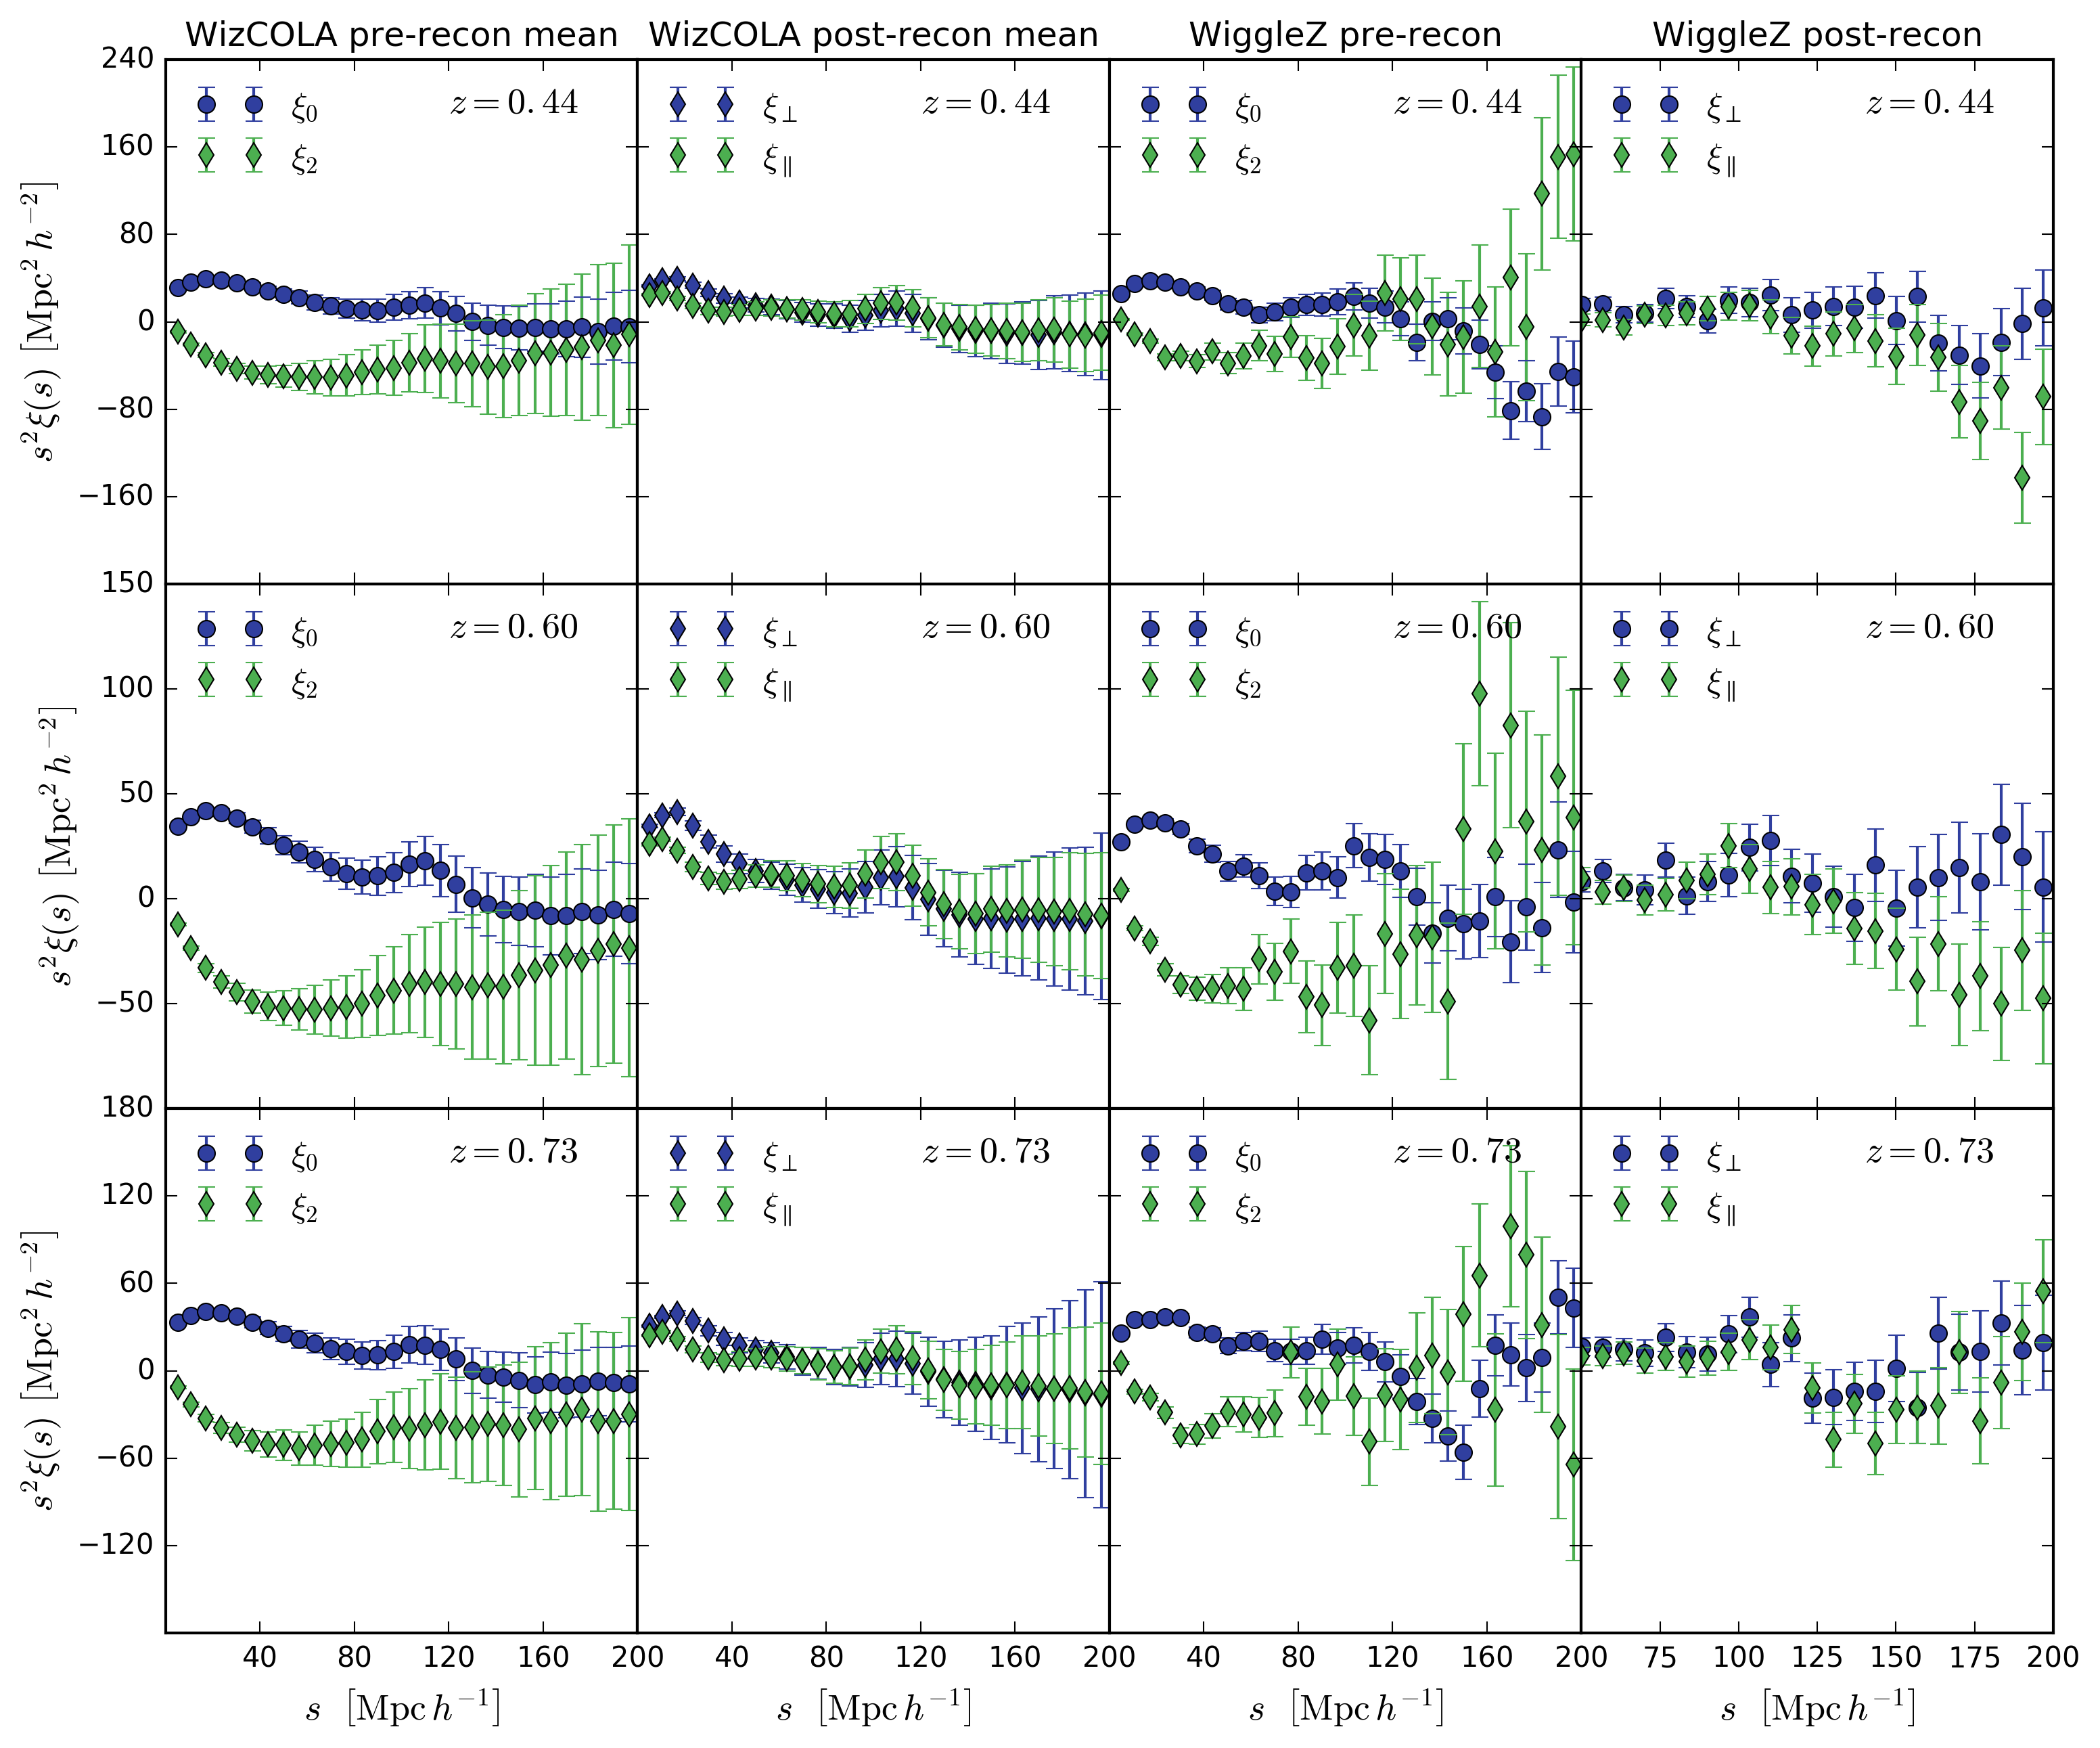 WizCOLA pre-recon mean WizCOLA post-recon mean WiggleZ pre-recon WiggleZ post-recon
240
160
80
0
−80
−160
s²ξ(s) [Mpc² h⁻²]
ξ₀
ξ₂
z = 0.44
ξ⊥
ξ∥
z = 0.44
ξ₀
ξ₂
z = 0.44
ξ⊥
ξ∥
z = 0.44
150
100
50
0
−50
s²ξ(s) [Mpc² h⁻²]
ξ₀
ξ₂
z = 0.60
ξ⊥
ξ∥
z = 0.60
ξ₀
ξ₂
z = 0.60
ξ⊥
ξ∥
z = 0.60
180
120
60
0
−60
−120
s²ξ(s) [Mpc² h⁻²]
ξ₀
ξ₂
z = 0.73
ξ⊥
ξ∥
z = 0.73
ξ₀
ξ₂
z = 0.73
ξ⊥
ξ∥
z = 0.73
40 80 120 160 200 40 80 120 160 200 40 80 120 160 200 75 100 125 150 175 200
s [Mpc h⁻¹] s [Mpc h⁻¹] s [Mpc h⁻¹] s [Mpc h⁻¹]